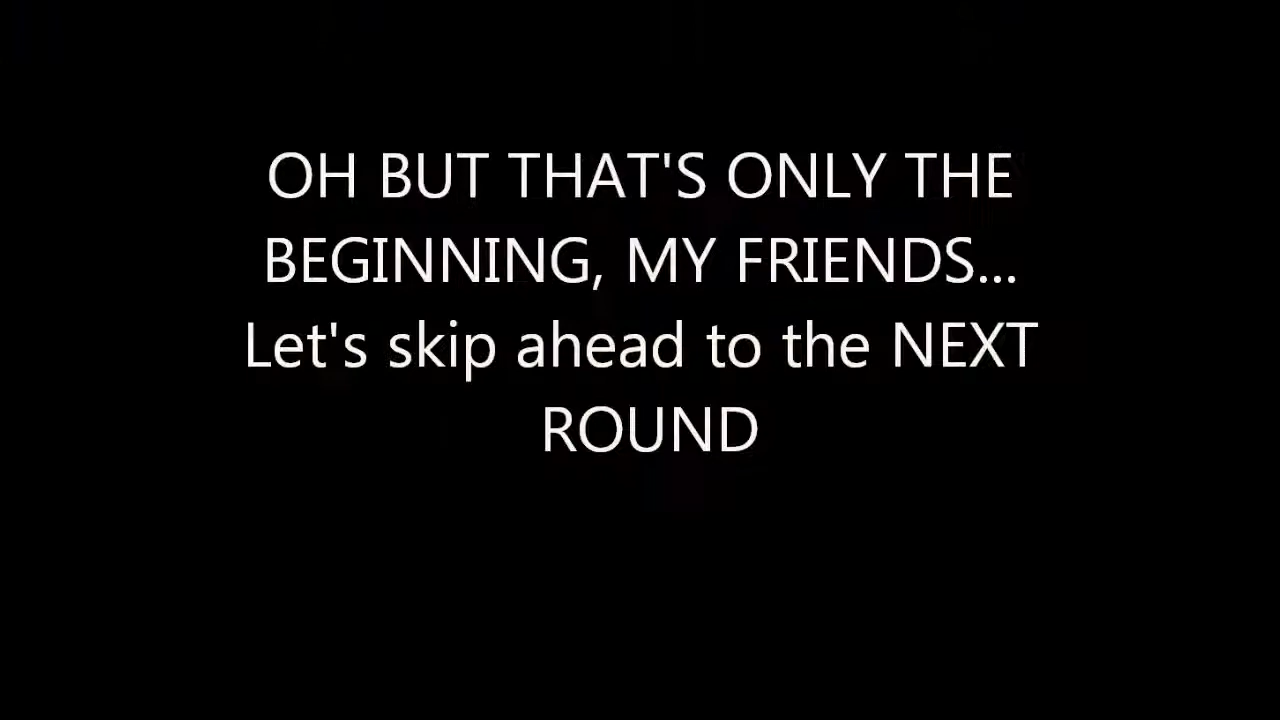 OH BUT THAT'S ONLY THE
BEGINNING, MY FRIENDS...
Let's skip ahead to the NEXT
ROUND